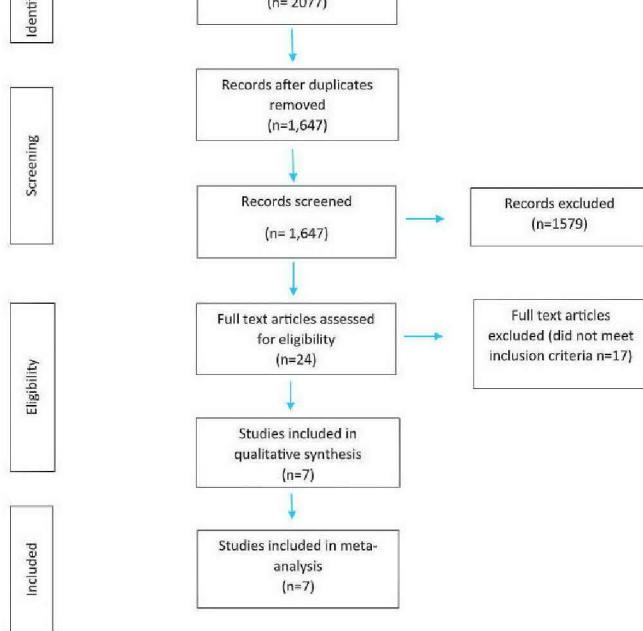 Identi
(n= 2077)
Records after duplicates
removed
(n=1,647)
Screening
Records screened
(n= 1,647)
Records excluded
(n=1579)
Full text articles assessed
for eligibility
(n=24)
Full text articles
excluded (did not meet
inclusion criteria n=17)
Eligibility
Studies included in
qualitative synthesis
(n=7)
Included
Studies included in meta-
analysis
(n=7)